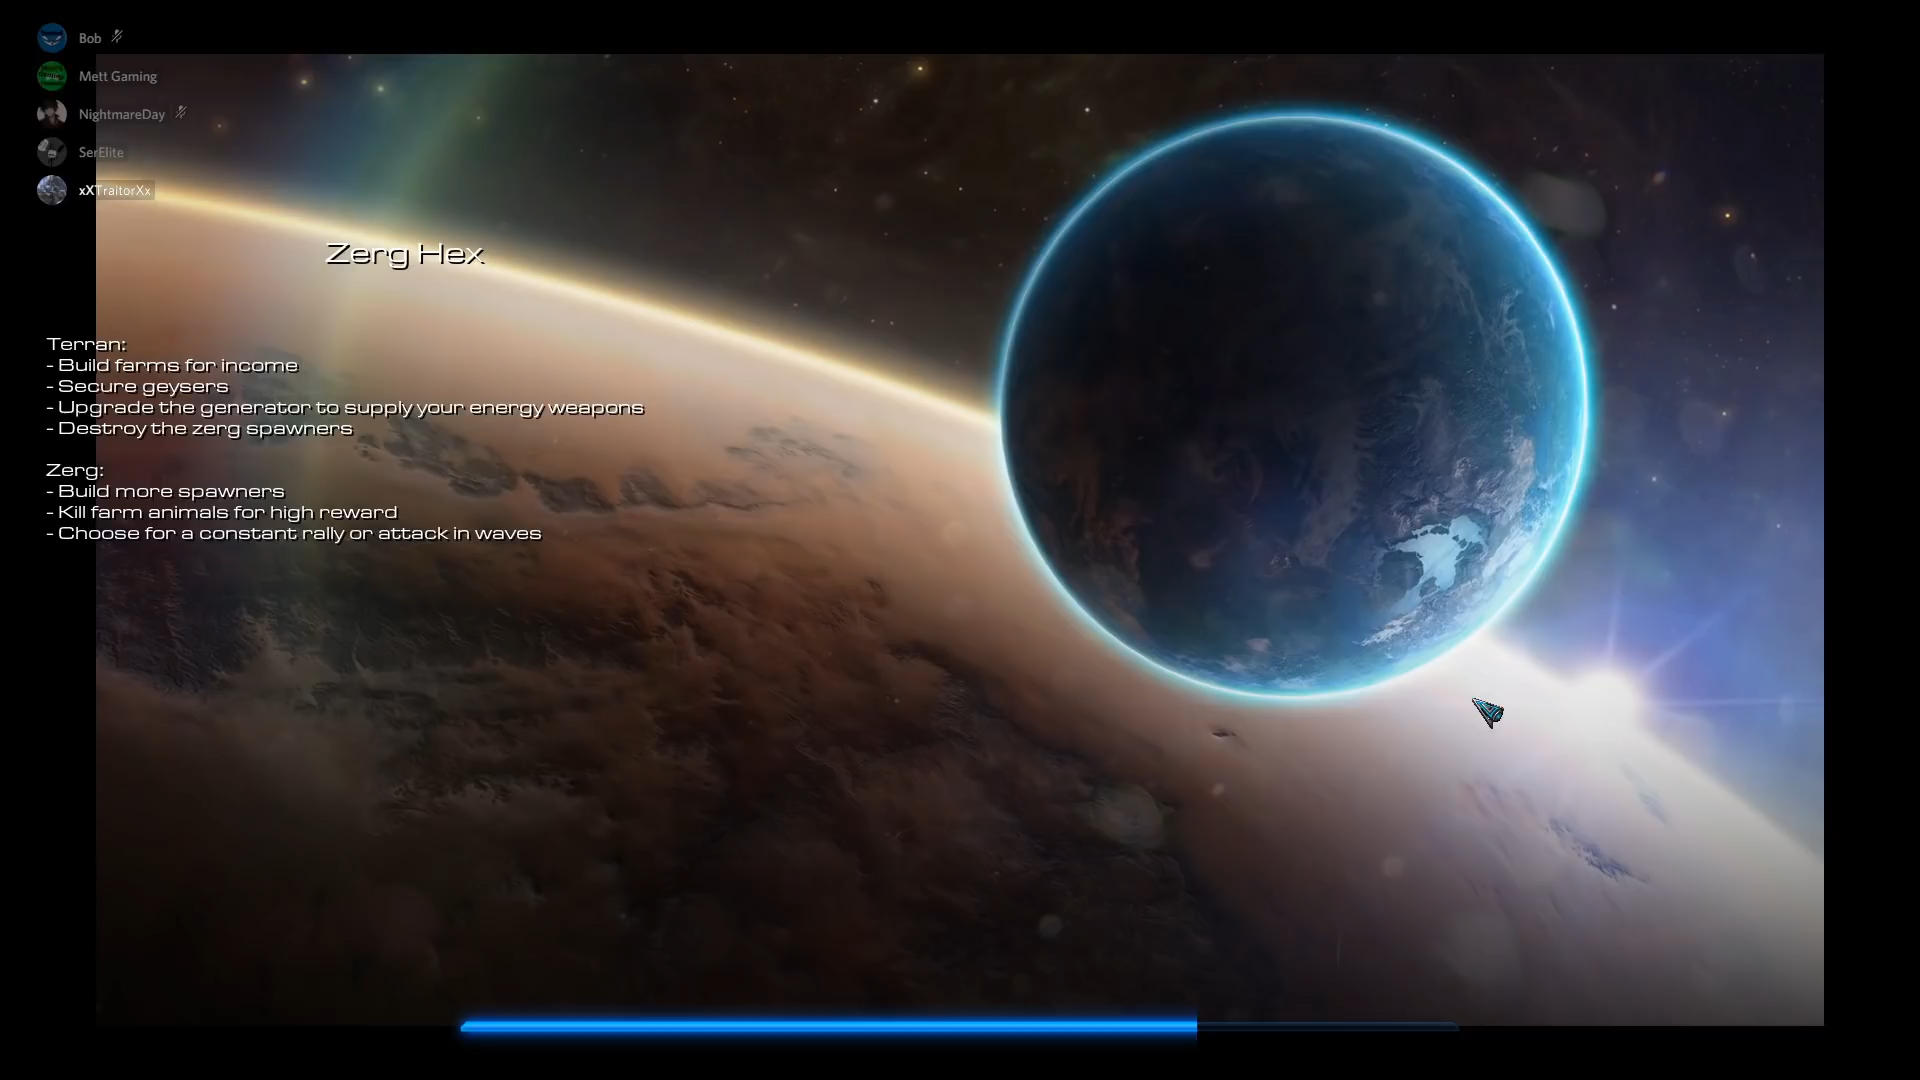 Bob
Mett Gaming
NightmareDay
SerElite
xXTraitorXx
Zerg Hex
Terran:
- Build farms for income
- Secure geysers
- Upgrade the generator to supply your energy weapons
- Destroy the zerg spawners
Zerg:
- Build more spawners
- Kill farm animals for high reward
- Choose for a constant rally or attack in waves